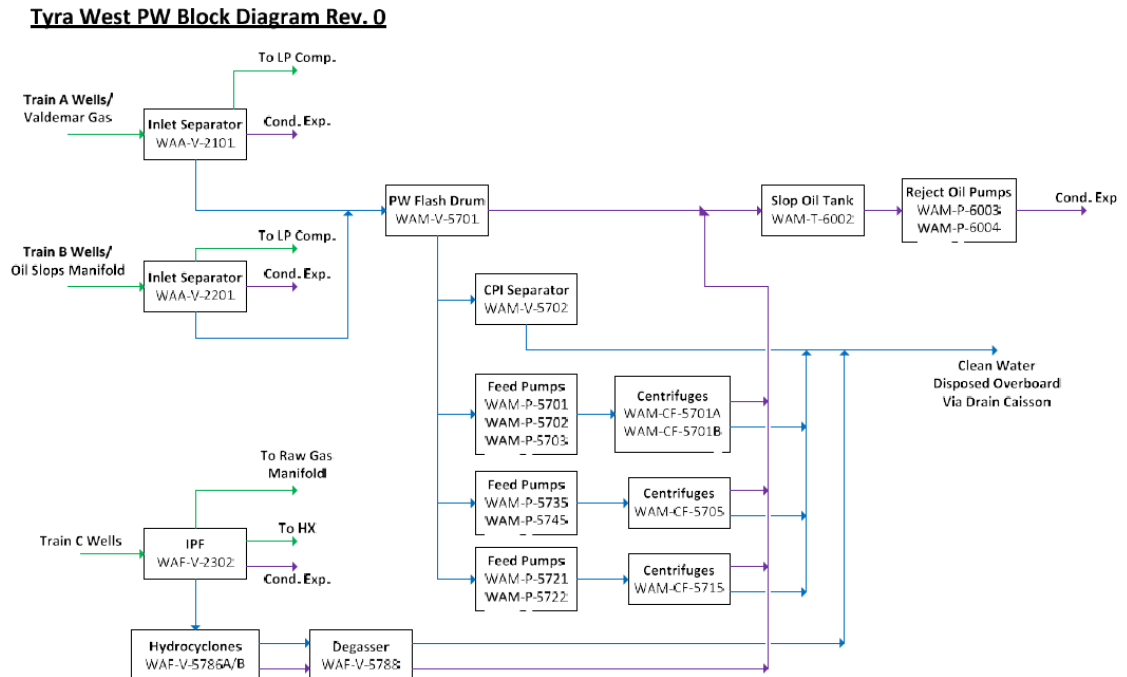 Tyra West PW Block Diagram Rev. 0
To LP Comp.
Train A Wells/
Valdemar Gas
Inlet Separator
WAA-V-2101
Cond. Exp.
PW Flash Drum
WAM-V-5701
Slop Oil Tank
WAM-T-6002
Reject Oil Pumps
WAM-P-6003
WAM-P-6004
Cond. Exp
To LP Comp.
Train B Wells/
Oil Slops Manifold
Inlet Separator
WAA-V-2201
Cond. Exp.
CPI Separator
WAM-V-5702
Clean Water
Disposed Overboard
Via Drain Caisson
Feed Pumps
WAM-P-5701
WAM-P-5702
WAM-P-5703
Centrifuges
WAM-CF-5701A
WAM-CF-5701B
To Raw Gas
Manifold
Feed Pumps
WAM-P-5735
WAM-P-5745
Centrifuges
WAM-CF-5705
Train C Wells
IPF
WAF-V-2302
To HX
Cond. Exp.
Feed Pumps
WAM-P-5721
WAM-P-5722
Centrifuges
WAM-CF-5715
Hydrocyclones
WAF-V-5786A/B
Degasser
WAF-V-5788